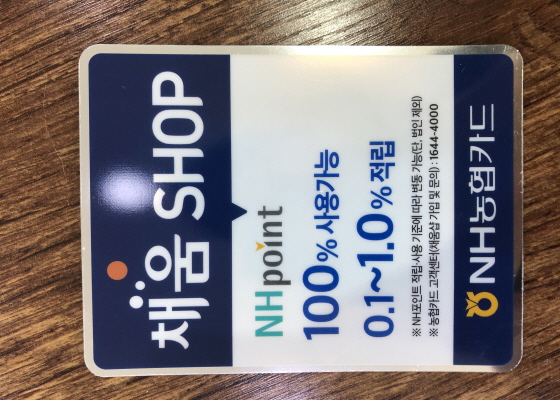 채움 SHOP
NHpoint
100% 사용가능
0.1~1.0% 적립
※ NH포인트 적립·사용 기준에 따라 변동 가능(단, 법인 제외)
※ 농협카드 고객센터(채움샵 가입 및 문의) : 1644-4000
NH농협카드